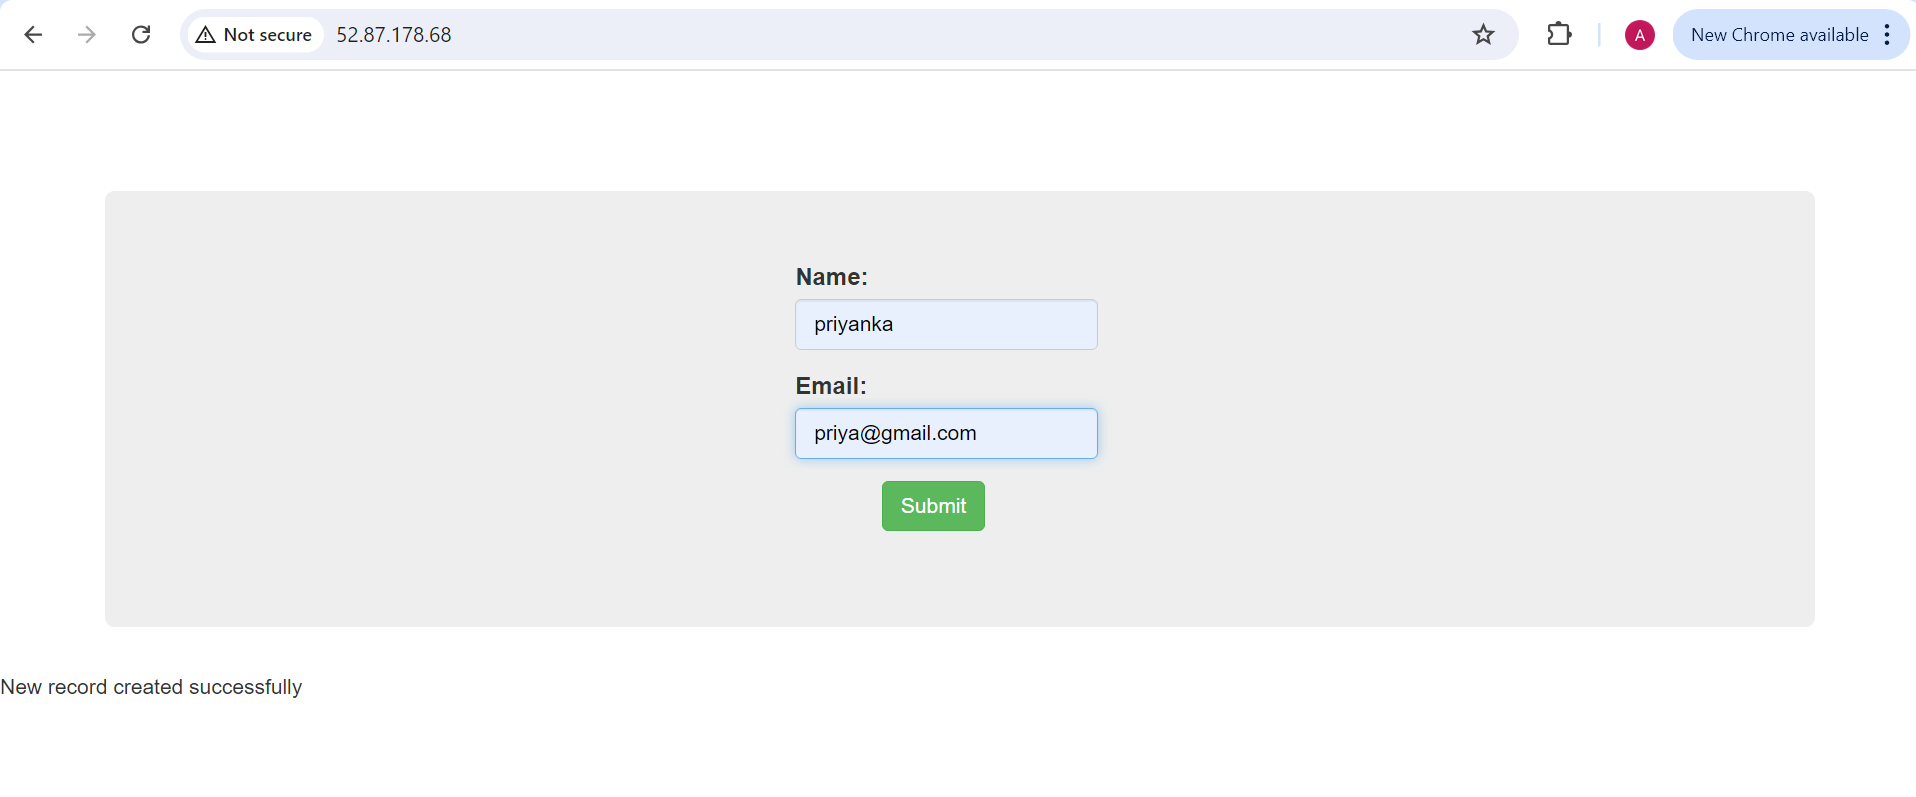 Not secure 52.87.178.68 A New Chrome available
Name:
priyanka
Email:
priya@gmail.com
Submit
New record created successfully